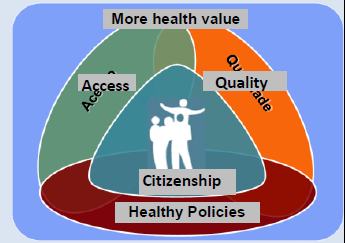 More health value
Access
Quality
Citizenship
Healthy Policies